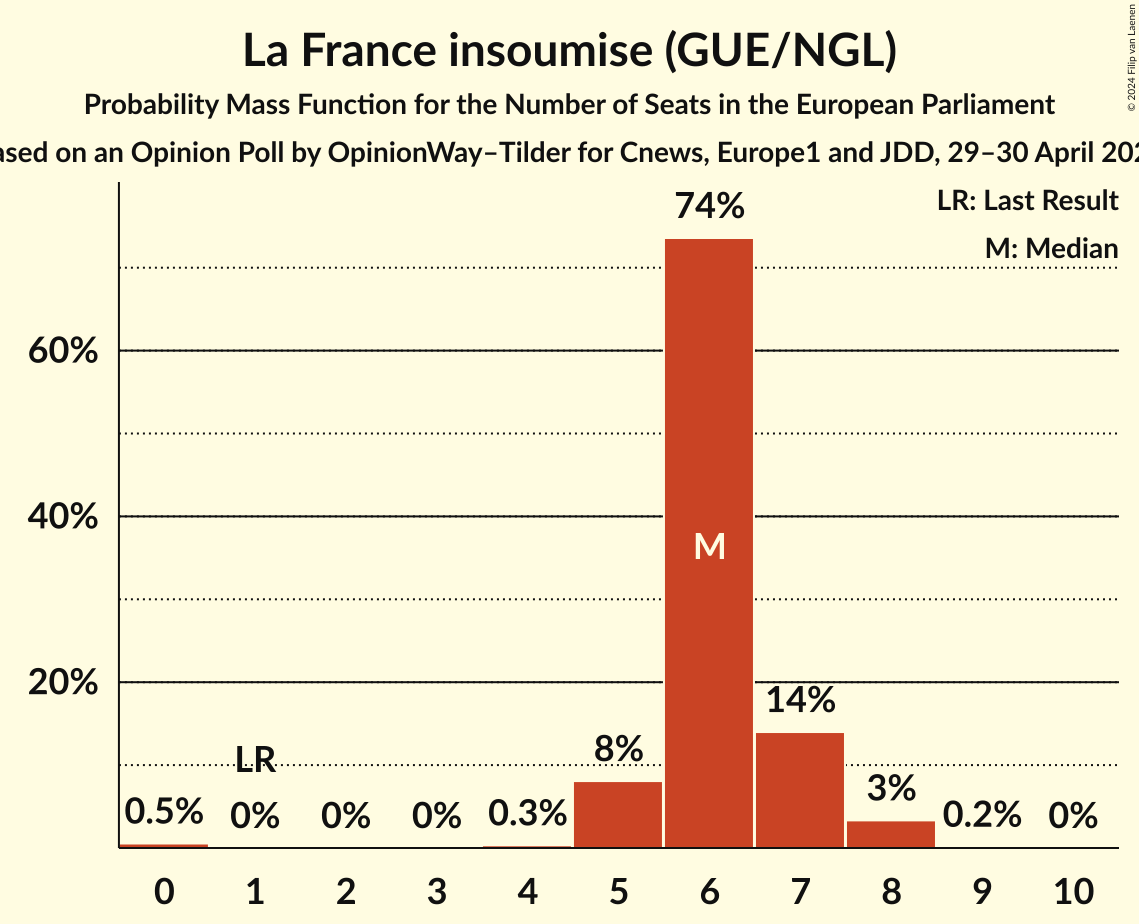 La France insoumise (GUE/NGL)
Probability Mass Function for the Number of Seats in the European Parliament
on an Opinion Poll by OpinionWay–Tilder for Cnews, Europe1 and JDD, 29–30 April
© 2024 Filip van Laenen
LR: Last Result
M: Median
74%
60%
40%
M
20%
14%
LR
8%
3%
0.5%
0%
0%
0%
0.3%
0.2%
0%
0 1 2 3 4 5 6 7 8 9 10